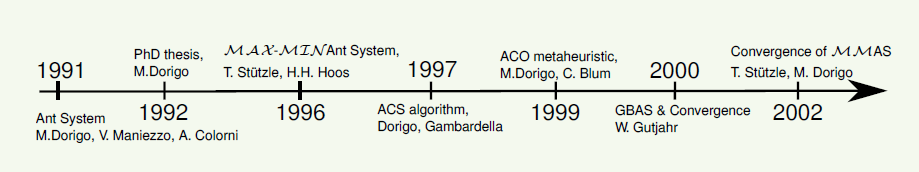 1991
Ant System
M.Dorigo, V. Maniezzo, A. Colorni
PhD thesis,
M.Dorigo
1992
MAX-MIN Ant System,
T. Stützle, H.H. Hoos
1996
1997
ACS algorithm,
Dorigo, Gambardella
ACO metaheuristic,
M.Dorigo, C. Blum
1999
2000
GBAS & Convergence
W. Gutjahr
Convergence of MMAS
T. Stützle, M. Dorigo
2002